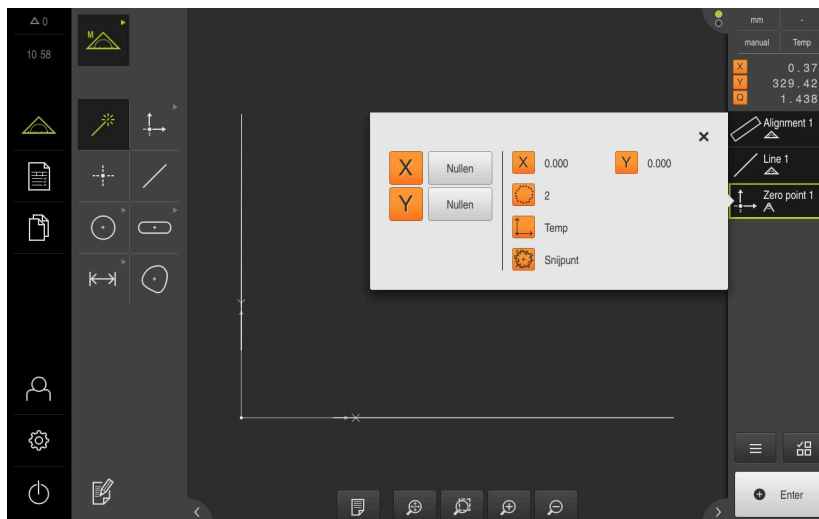 0
10 58
M
mm -
manual Temp
X 0.37
Y 329.42
Q 1.438
Alignment 1
Line 1
Zero point 1
X Nullen
Y Nullen
X 0.000 Y 0.000
2
Temp
Snijpunt
Y
X
Enter